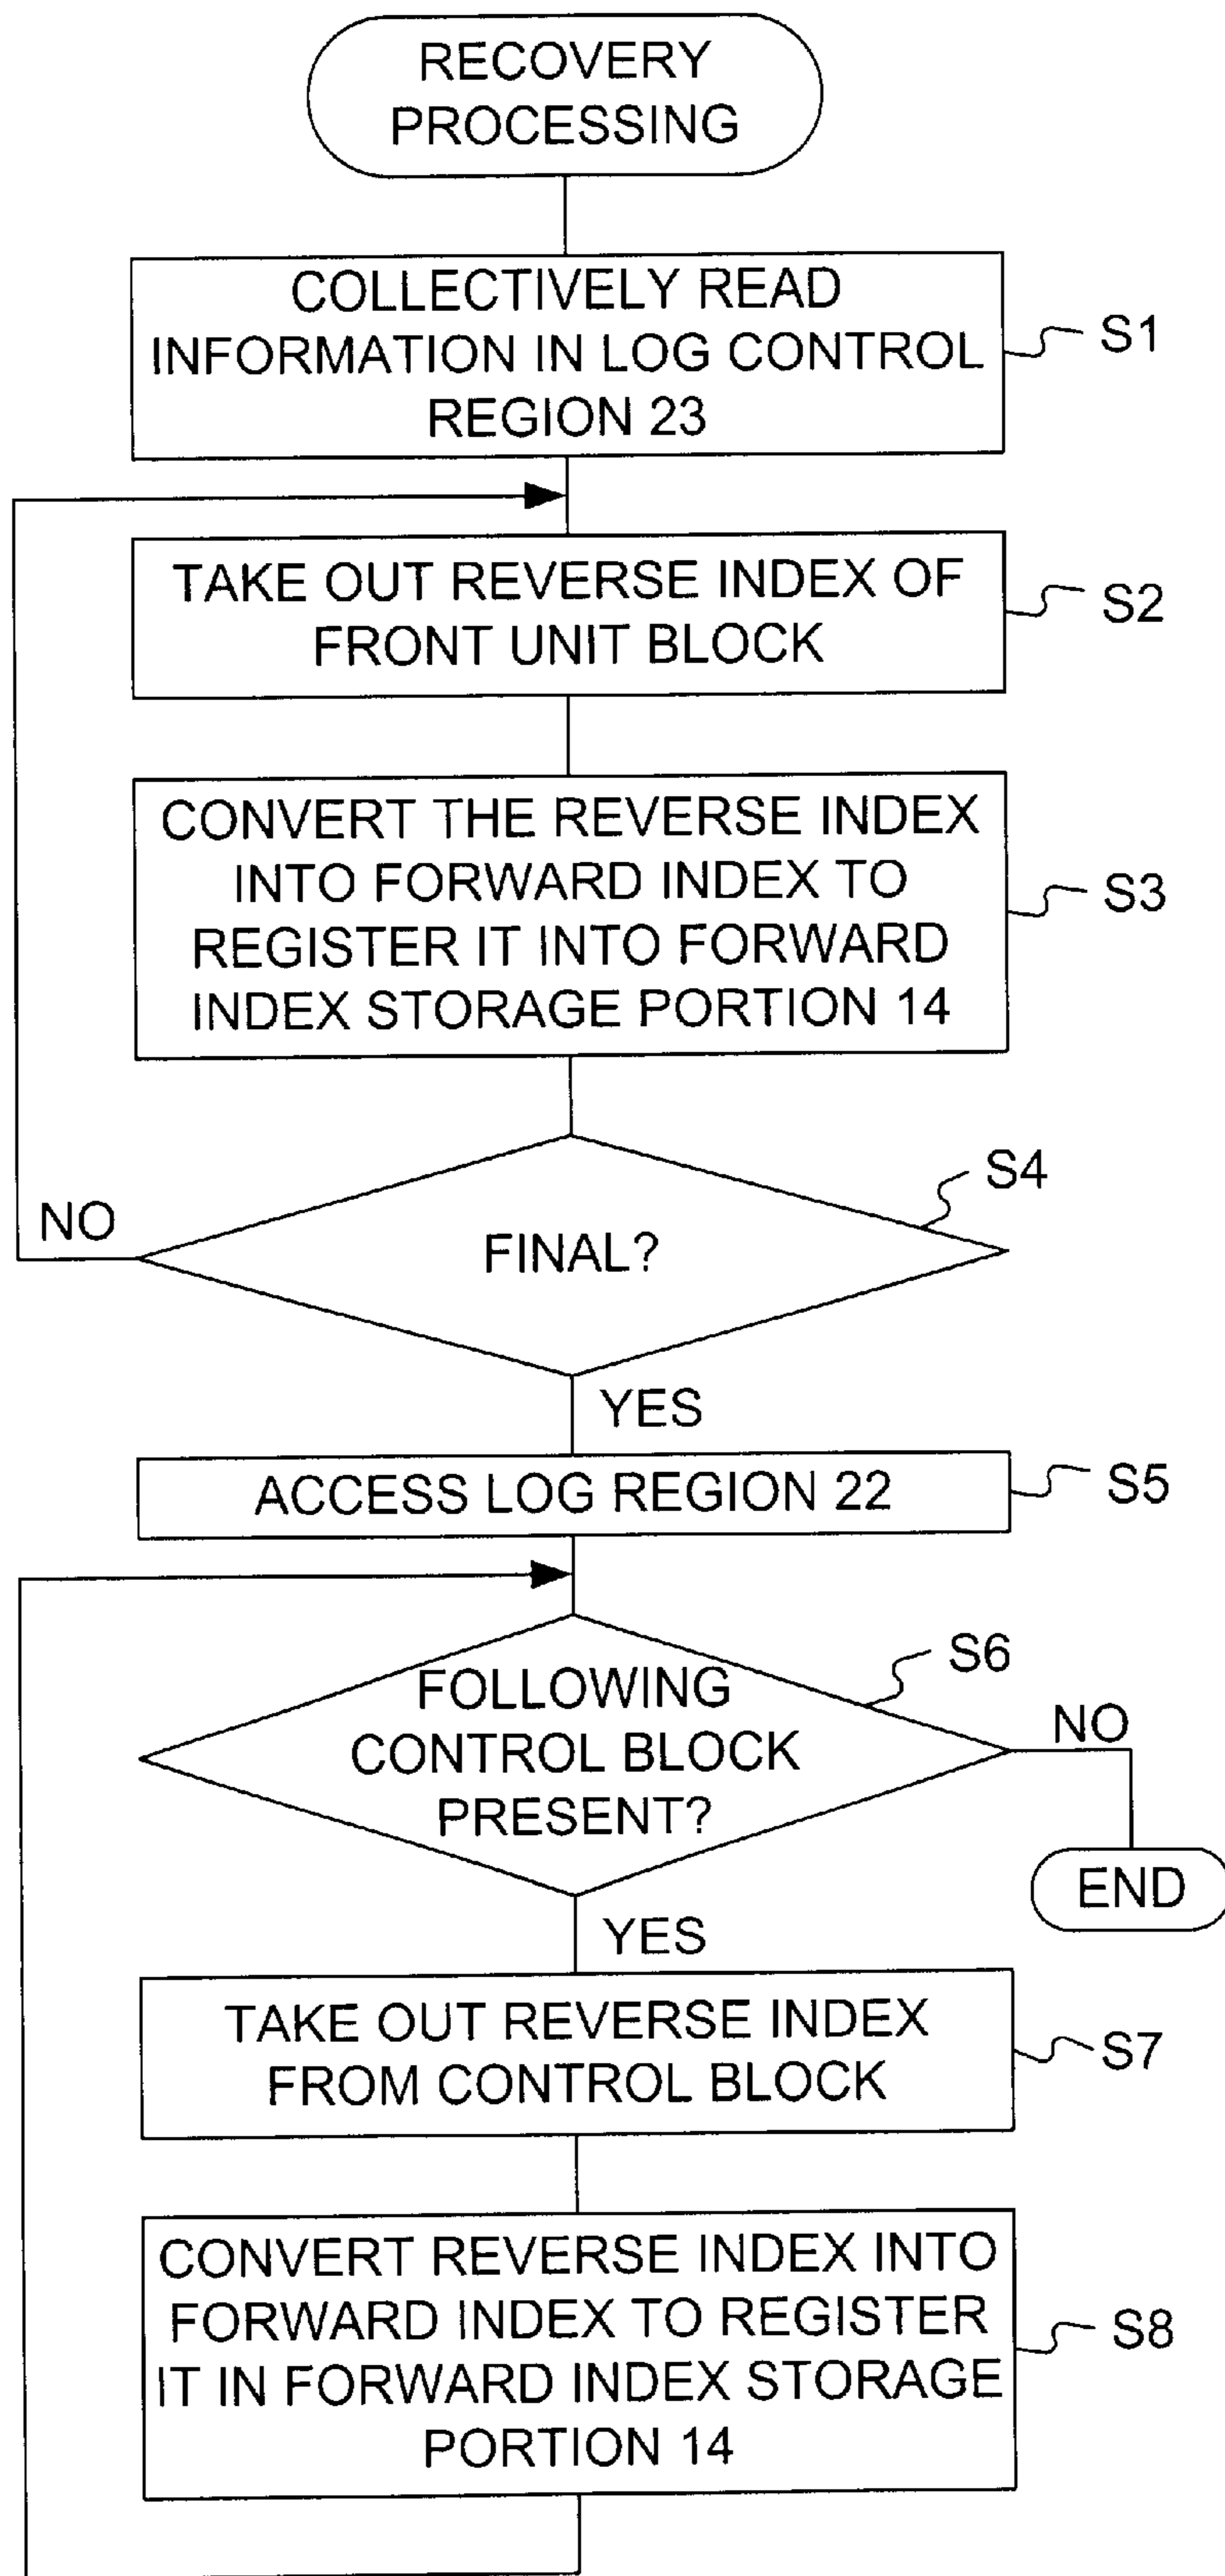 RECOVERY
PROCESSING
COLLECTIVELY READ
INFORMATION IN LOG CONTROL
REGION 23
S1
TAKE OUT REVERSE INDEX OF
FRONT UNIT BLOCK
S2
CONVERT THE REVERSE INDEX
INTO FORWARD INDEX TO
REGISTER IT INTO FORWARD
INDEX STORAGE PORTION 14
S3
S4
NO
FINAL?
YES
ACCESS LOG REGION 22
S5
S6
FOLLOWING
CONTROL BLOCK
PRESENT?
NO
END
YES
TAKE OUT REVERSE INDEX
FROM CONTROL BLOCK
S7
CONVERT REVERSE INDEX INTO
FORWARD INDEX TO REGISTER
IT IN FORWARD INDEX STORAGE
PORTION 14
S8